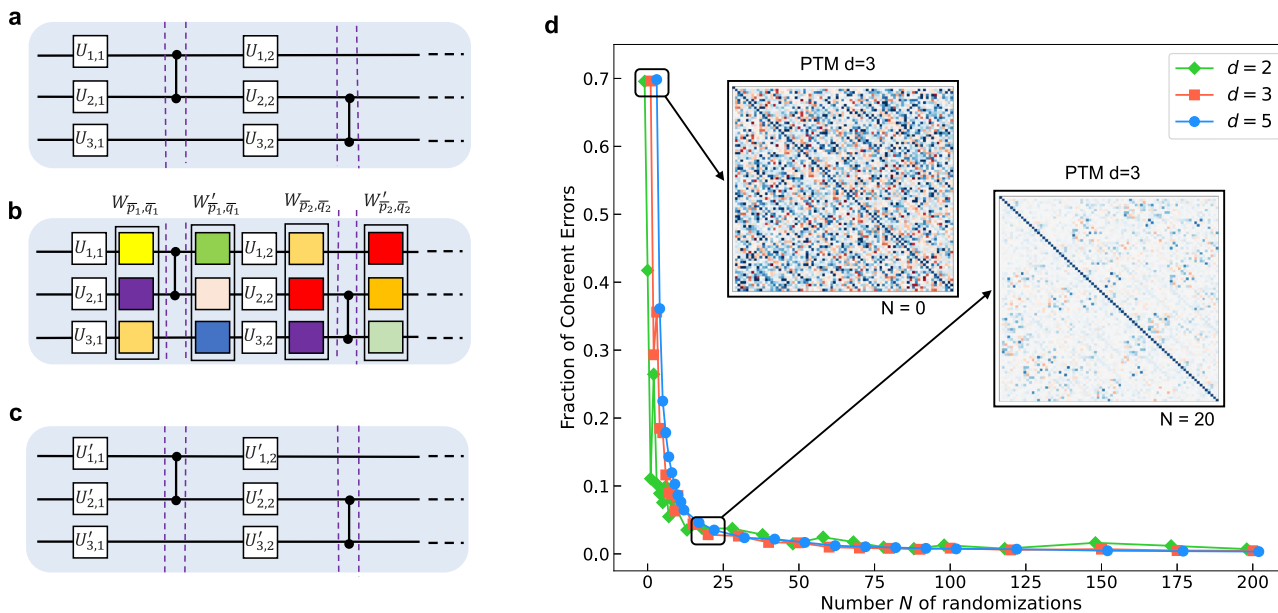 a
U1,1 U1,2
U2,1 U2,2
U3,1 U3,2
b
Wp̅1,q̅1 W′p̅1,q̅1 Wp̅2,q̅2 W′p̅2,q̅2
U1,1 U1,2
U2,1 U2,2
U3,1 U3,2
c
U′1,1 U′1,2
U′2,1 U′2,2
U′3,1 U′3,2
d
Fraction of Coherent Errors
0.7
0.6
0.5
0.4
0.3
0.2
0.1
0.0
0 25 50 75 100 125 150 175 200
Number N of randomizations
PTM d=3
N = 0
PTM d=3
N = 20
d = 2
d = 3
d = 5